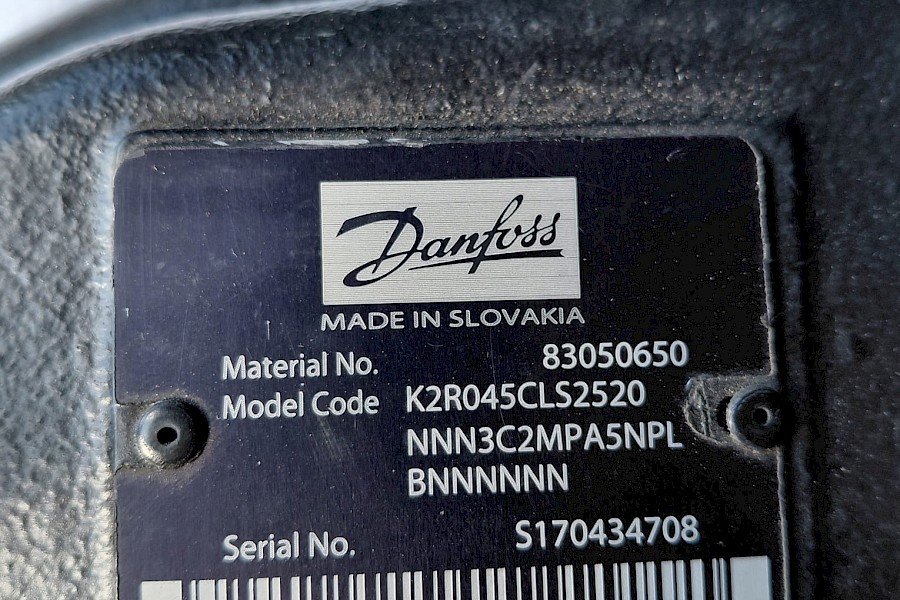 Danfoss
MADE IN SLOVAKIA
Material No. 83050650
Model Code K2R045CLS2520
NNN3C2MPA5NPL
BNNNNNN
Serial No. S170434708